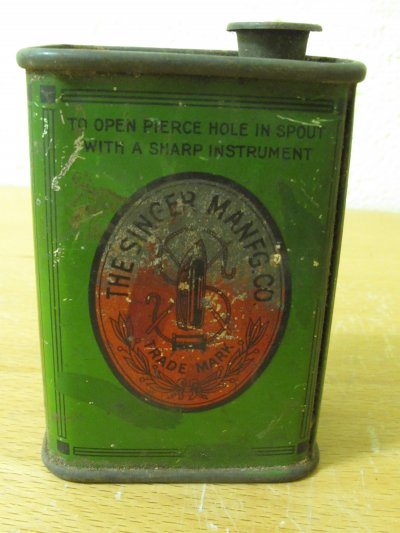 TO OPEN PIERCE HOLE IN SPOUT
WITH A SHARP INSTRUMENT
THE SINGER MANFG. CO
TRADE MARK